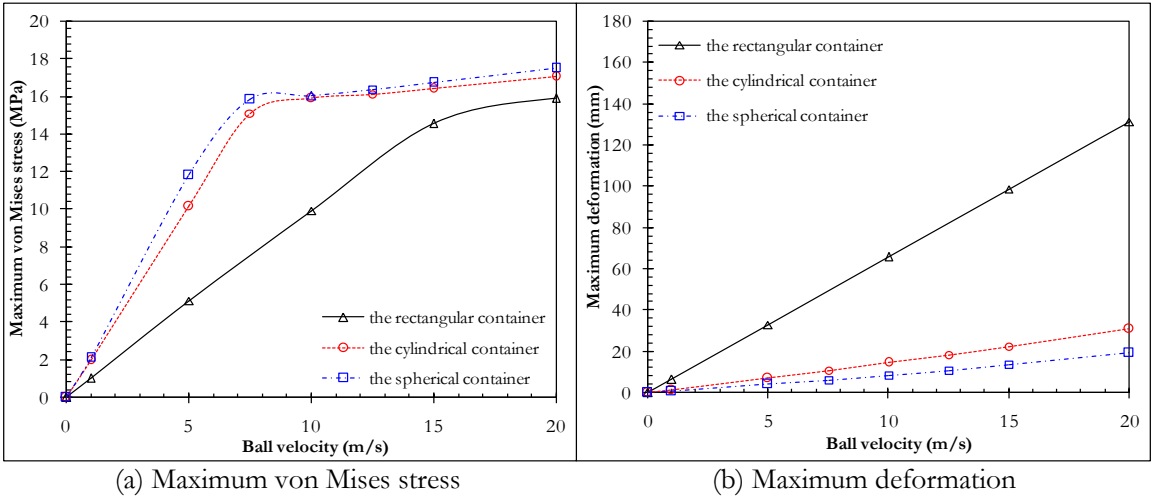 20
18
16
14
12
10
8
6
4
2
0
Maximum von Mises stress (MPa)
the rectangular container
the cylindrical container
the spherical container
0 5 10 15 20
Ball velocity (m/s)
(a) Maximum von Mises stress
180
160
140
120
100
80
60
40
20
0
Maximum deformation (mm)
the rectangular container
the cylindrical container
the spherical container
0 5 10 15 20
Ball velocity (m/s)
(b) Maximum deformation